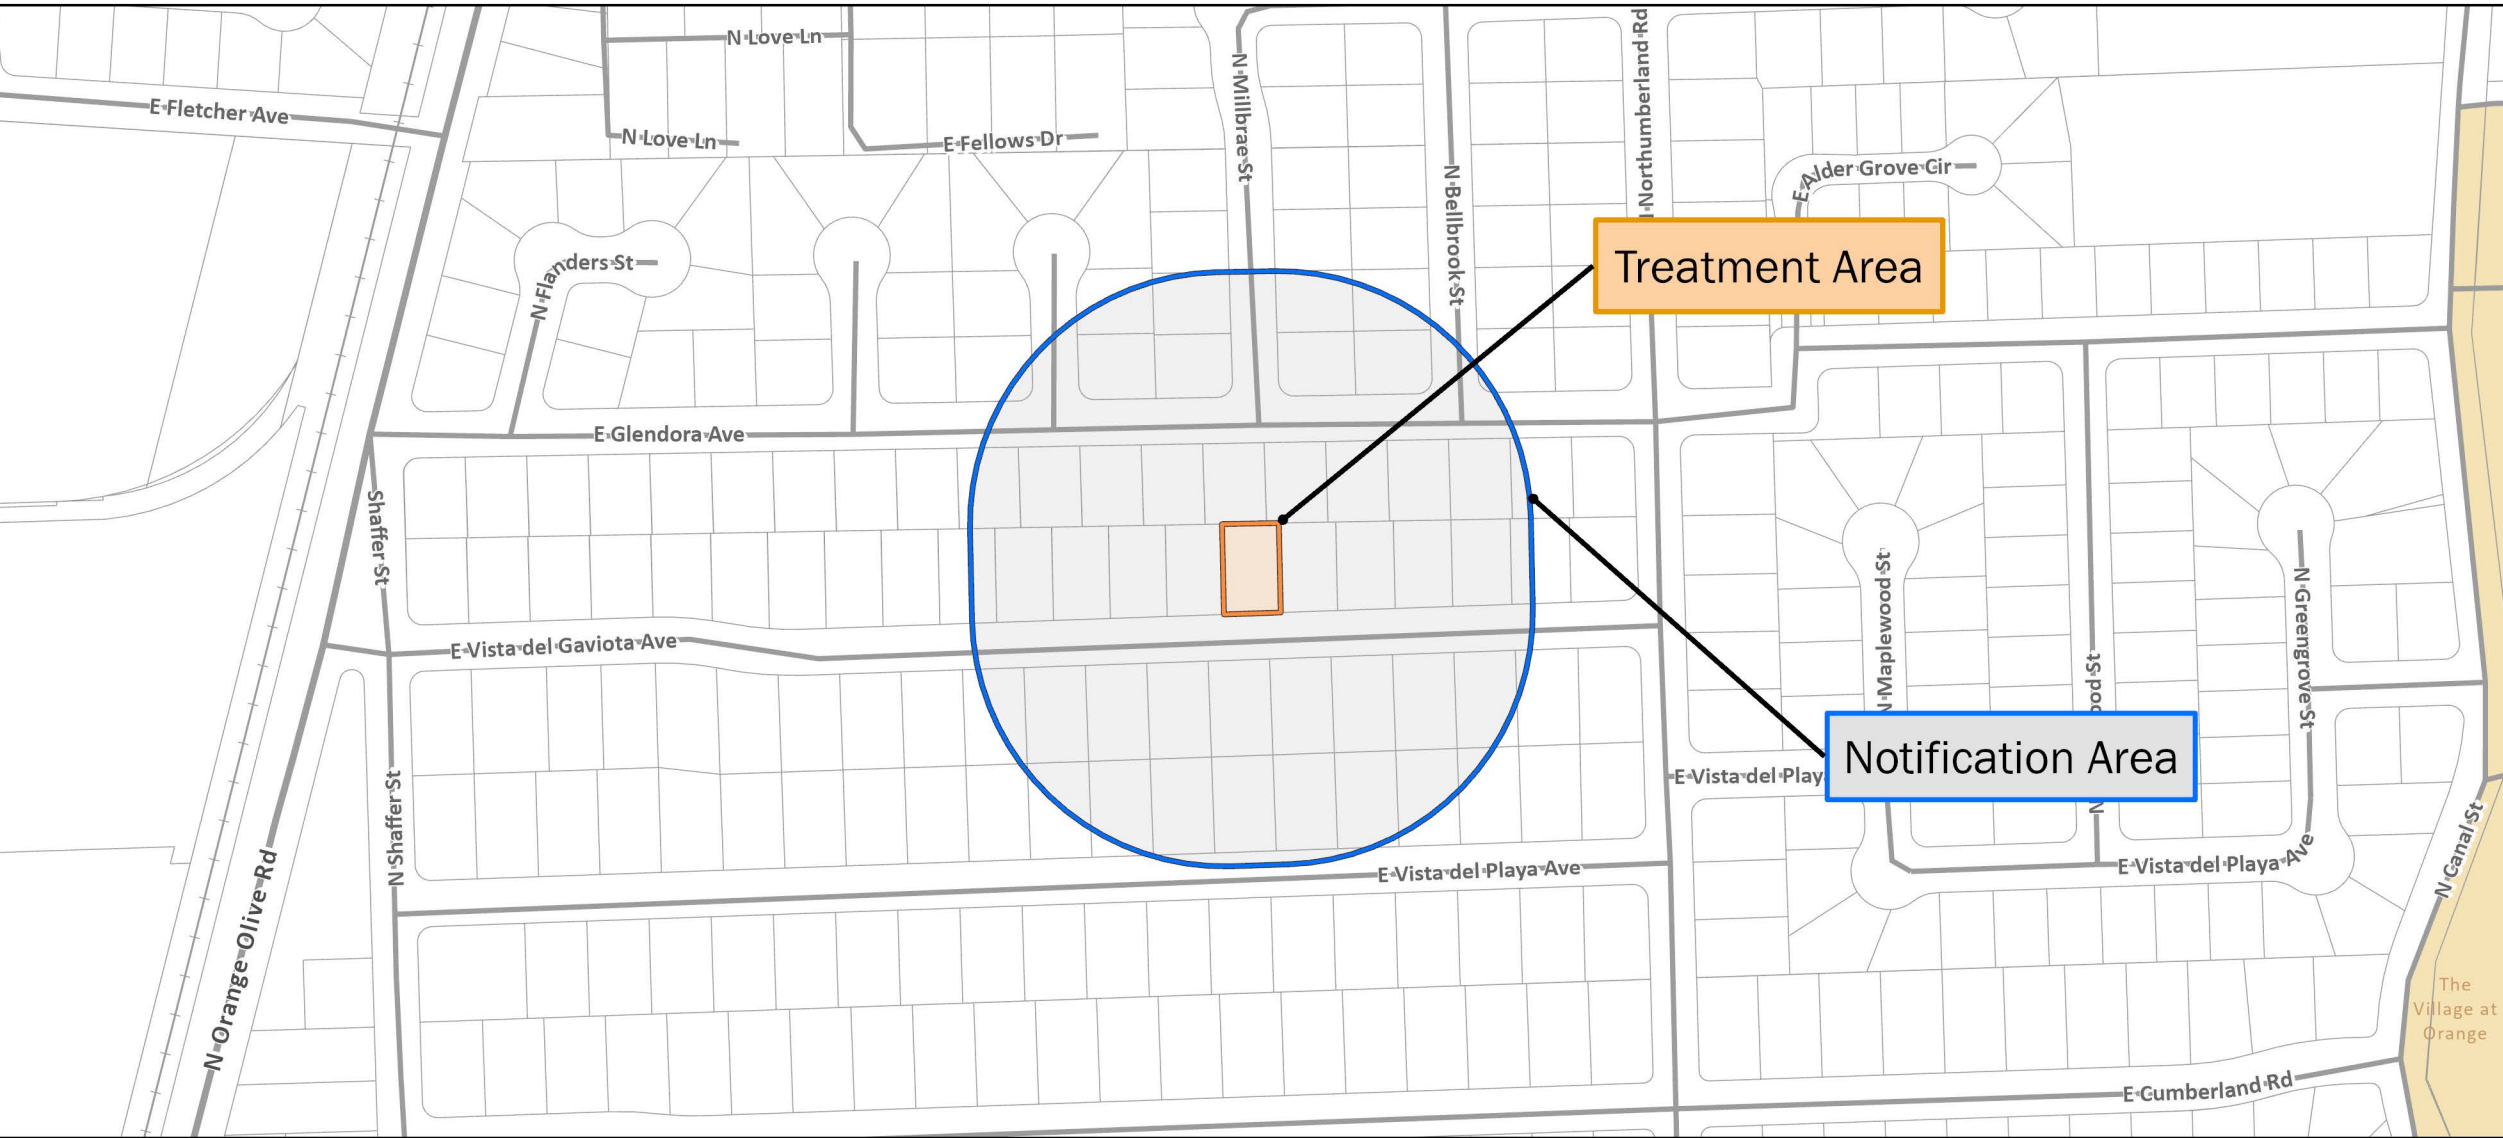 N Love Ln
E Fletcher Ave
N Love Ln
E Fellows Dr
N Millbrae St
N Bellbrook St
N Northumberland Rd
E Alder Grove Cir
N Flanders St
Treatment Area
E Glendora Ave
Shaffer St
E Vista del Gaviota Ave
N Maplewood St
N Greengrove St
Notification Area
E Vista del Play
N Shaffer St
E Vista del Playa Ave
E Vista del Playa Ave
N Canal St
N Orange Olive Rd
The
Village at
Orange
E Cumberland Rd